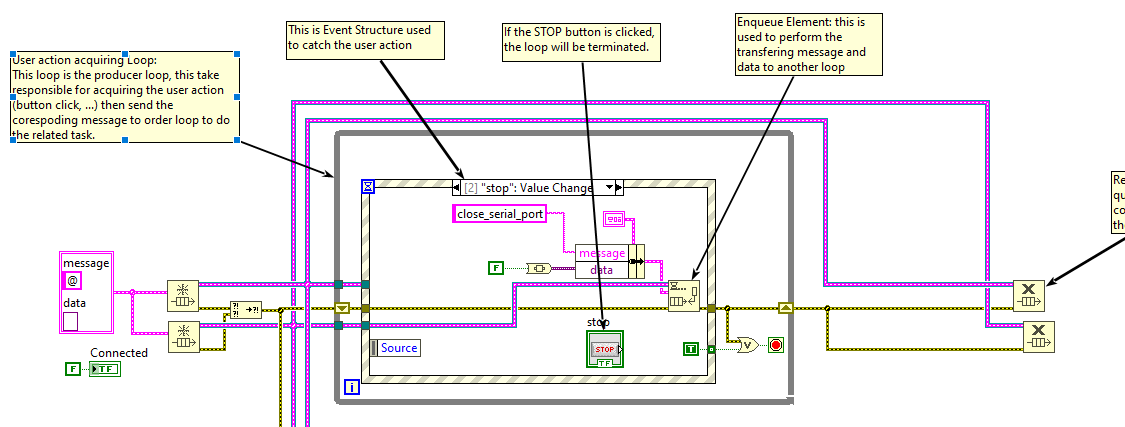 User action acquiring Loop:
This loop is the producer loop, this take
responsible for acquiring the user action
(button click, ...) then send the
corespoding message to order loop to do
the related task.
This is Event Structure used
to catch the user action
If the STOP button is clicked,
the loop will be terminated.
Enqueue Element: this is
used to perform the
transfering message and
data to another loop
Re
qu
co
the
[2] "stop": Value Change
close_serial_port
message
data
F
message
@
data
stop
STOP
TF
Source
T
V
Connected
F
TF
i